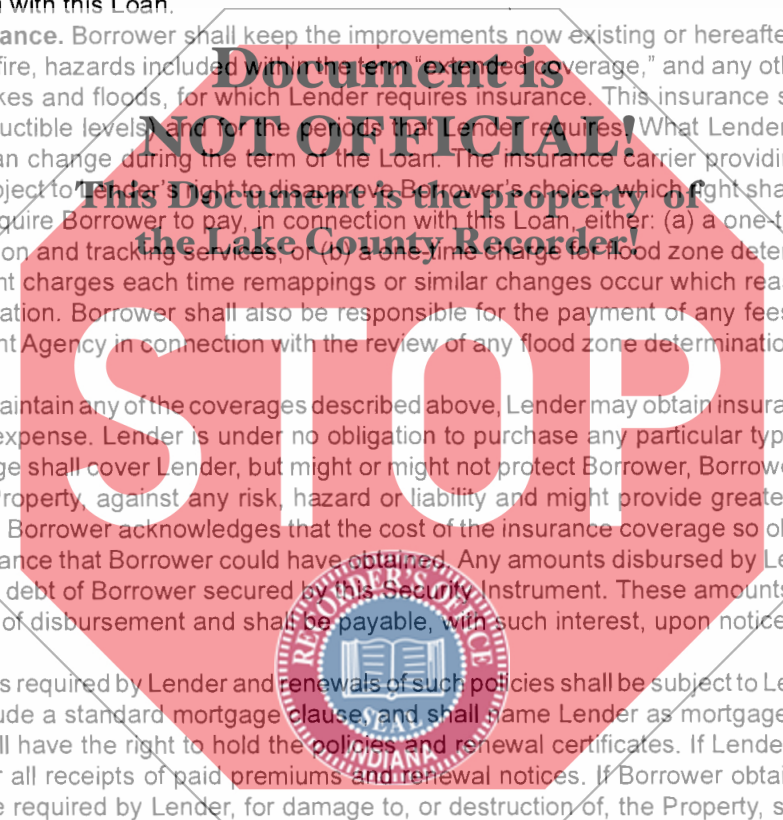 with this Loan.
ance. Borrower shall keep the improvements now existing or hereafte
fire, hazards included within the term "extended coverage," and any ot
kes and floods, for which Lender requires insurance. This insurance s
uctible levels) and for the periods that Lender requires. What Lender
an change during the term of the Loan. The insurance carrier providi
bject to Lender's right to disapprove Borrower's choice, which right sha
quire Borrower to pay, in connection with this Loan, either: (a) a one-t
on and tracking services; or (b) a one-time charge for flood zone deter
nt charges each time remappings or similar changes occur which rea
ation. Borrower shall also be responsible for the payment of any fees
nt Agency in connection with the review of any flood zone determinatio
aintain any of the coverages described above, Lender may obtain insura
expense. Lender is under no obligation to purchase any particular typ
ge shall cover Lender, but might or might not protect Borrower, Borrowe
Property, against any risk, hazard or liability and might provide greate
Borrower acknowledges that the cost of the insurance coverage so o
ance that Borrower could have obtained. Any amounts disbursed by Le
debt of Borrower secured by this Security Instrument. These amounts
of disbursement and shall be payable, with such interest, upon notice
s required by Lender and renewals of such policies shall be subject to Le
ude a standard mortgage clause, and shall name Lender as mortgage
ll have the right to hold the policies and renewal certificates. If Lende
r all receipts of paid premiums and renewal notices. If Borrower obtai
e required by Lender, for damage to, or destruction of, the Property, s
Document is
NOT OFFICIAL!
This Document is the property of
the Lake County Recorder!
STOP
RECORDER'S OFFICE
SEAL
INDIANA